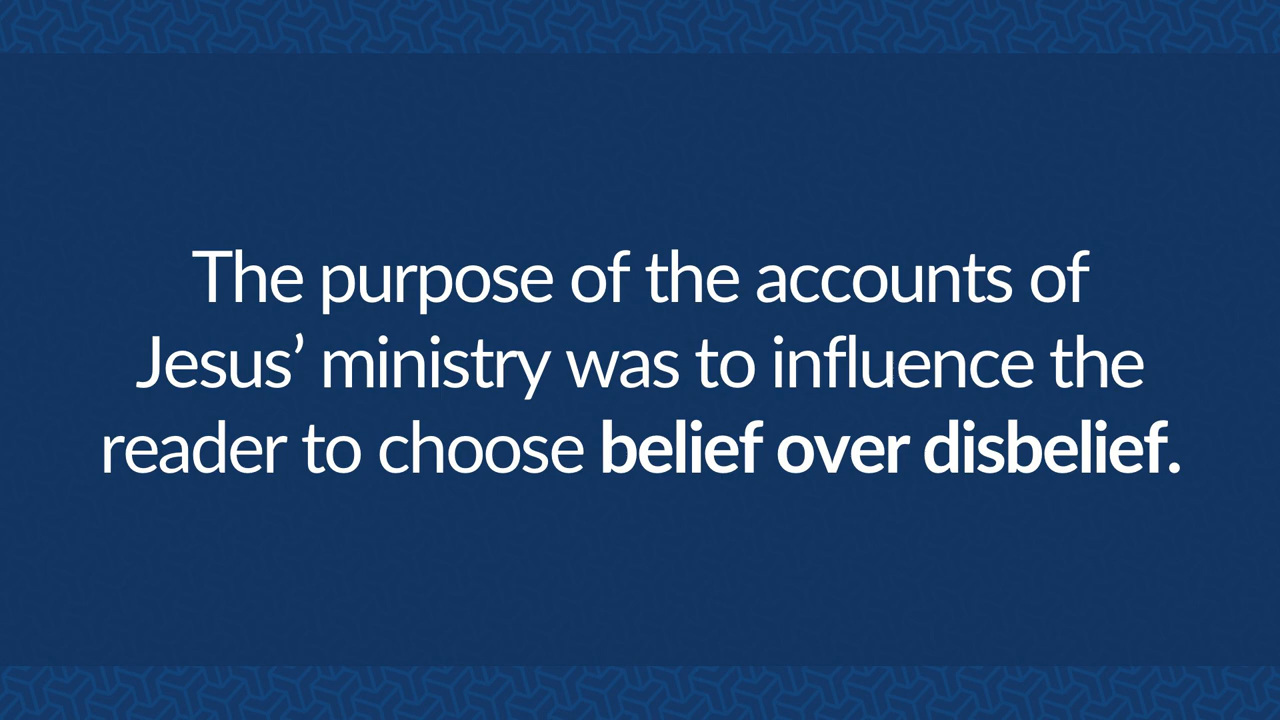 The purpose of the accounts of
Jesus’ ministry was to influence the
reader to choose belief over disbelief.